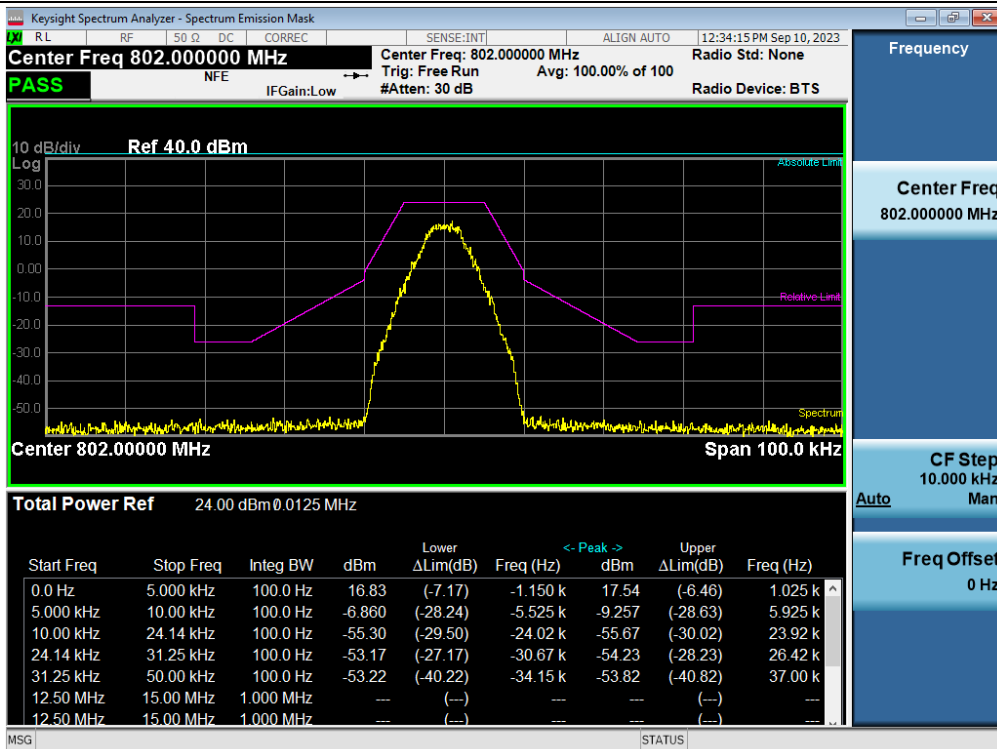 Keysight Spectrum Analyzer - Spectrum Emission Mask
LXI RL RF 50 Ω DC CORREC SENSE:INT ALIGN AUTO 12:34:15 PM Sep 10, 2023
Center Freq 802.000000 MHz Center Freq: 802.000000 MHz Radio Std: None
NFE Trig: Free Run Avg: 100.00% of 100
PASS IFGain:Low #Atten: 30 dB Radio Device: BTS
10 dB/div Ref 40.0 dBm
Log Absolute Limit
30.0
20.0
10.0
0.00
-10.0 Relative Limit
-20.0
-30.0
-40.0
-50.0 Spectrum
Center 802.00000 MHz Span 100.0 kHz
Total Power Ref 24.00 dBm 0.0125 MHz
Lower <- Peak -> Upper
Start Freq Stop Freq Integ BW dBm ΔLim(dB) Freq (Hz) dBm ΔLim(dB) Freq (Hz)
0.0 Hz 5.000 kHz 100.0 Hz 16.83 (-7.17) -1.150 k 17.54 (-6.46) 1.025 k
5.000 kHz 10.00 kHz 100.0 Hz -6.860 (-28.24) -5.525 k -9.257 (-28.63) 5.925 k
10.00 kHz 24.14 kHz 100.0 Hz -55.30 (-29.50) -24.02 k -55.67 (-30.02) 23.92 k
24.14 kHz 31.25 kHz 100.0 Hz -53.17 (-27.17) -30.67 k -54.23 (-28.23) 26.42 k
31.25 kHz 50.00 kHz 100.0 Hz -53.22 (-40.22) -34.15 k -53.82 (-40.82) 37.00 k
12.50 MHz 15.00 MHz 1.000 MHz --- (---) --- --- (---) ---
12.50 MHz 15.00 MHz 1.000 MHz --- (---) --- --- (---) ---
MSG STATUS
Frequency
Center Freq
802.000000 MHz
CF Step
10.000 kHz
Auto Man
Freq Offset
0 Hz